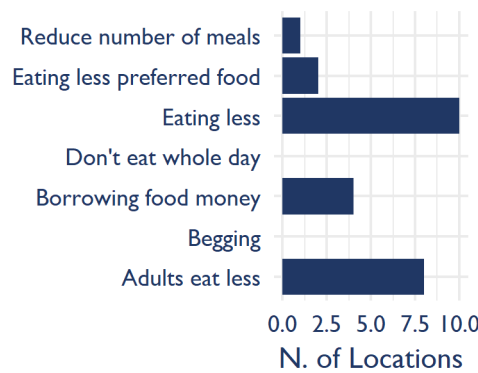 Reduce number of meals
Eating less preferred food
Eating less
Don't eat whole day
Borrowing food money
Begging
Adults eat less
0.0 2.5 5.0 7.5 10.0
N. of Locations